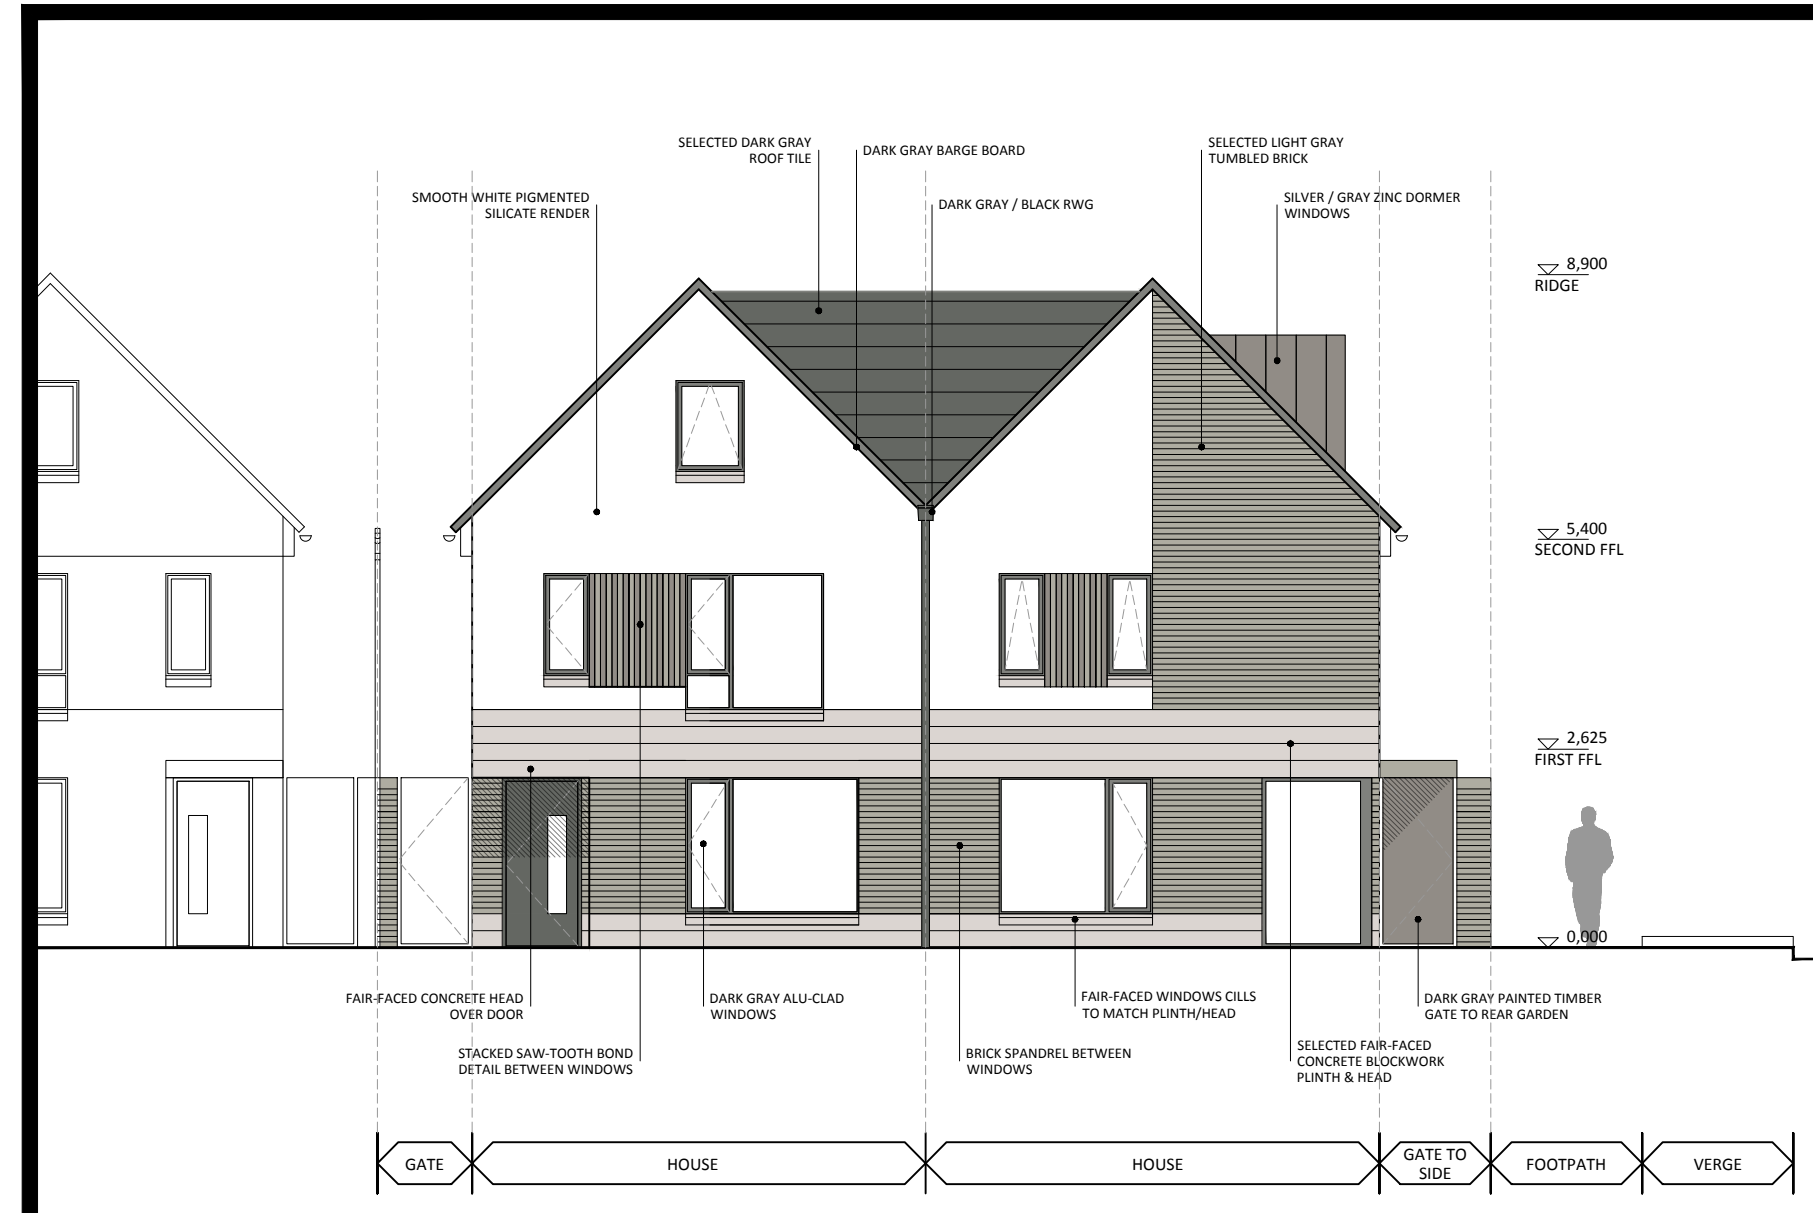 SELECTED DARK GRAY
ROOF TILE
DARK GRAY BARGE BOARD
SELECTED LIGHT GRAY
TUMBLED BRICK
SMOOTH WHITE PIGMENTED
SILICATE RENDER
DARK GRAY / BLACK RWG
SILVER / GRAY ZINC DORMER
WINDOWS
8,900
RIDGE
5,400
SECOND FFL
2,625
FIRST FFL
0,000
FAIR-FACED CONCRETE HEAD
OVER DOOR
DARK GRAY ALU-CLAD
WINDOWS
FAIR-FACED WINDOWS CILLS
TO MATCH PLINTH/HEAD
DARK GRAY PAINTED TIMBER
GATE TO REAR GARDEN
STACKED SAW-TOOTH BOND
DETAIL BETWEEN WINDOWS
BRICK SPANDREL BETWEEN
WINDOWS
SELECTED FAIR-FACED
CONCRETE BLOCKWORK
PLINTH & HEAD
GATE
HOUSE
HOUSE
GATE TO
SIDE
FOOTPATH
VERGE